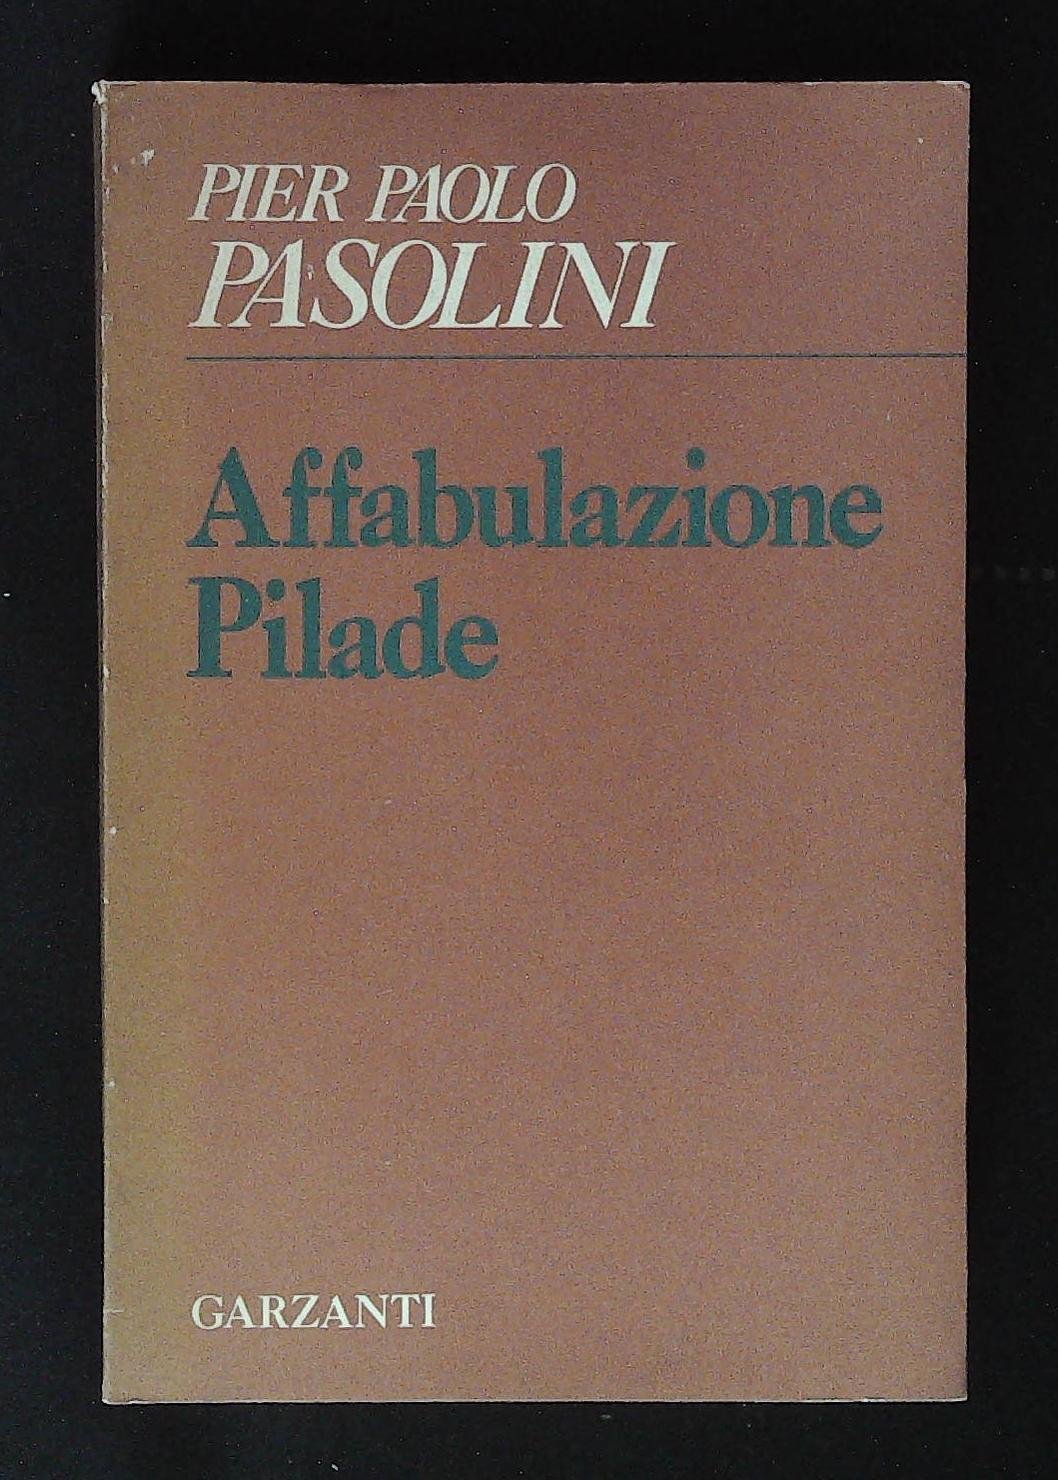 PIER PAOLO
PASOLINI
Affabulazione
Pilade
GARZANTI